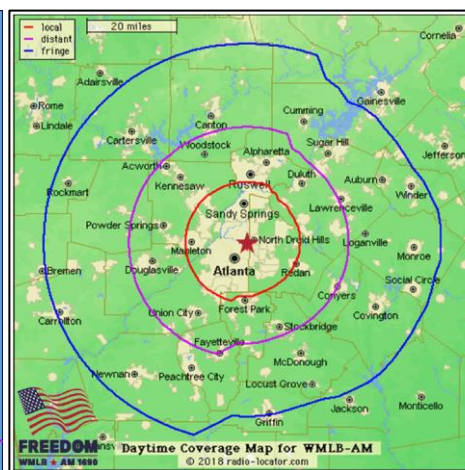 local
distant
fringe
20 miles
Cornelia
Adairsville
Rome
Lindale
Gainesville
Cumming
Canton
Cartersville
Woodstock
Sugar Hill
Jefferson
Alpharetta
Acworth
Roswell
Duluth
Auburn
Rockmart
Kennesaw
Winder
Lawrenceville
Sandy Springs
Powder Springs
Loganville
Mableton
North Druid Hills
Monroe
Bremen
Douglasville
Atlanta
Redan
Social Circle
Conyers
Carrollton
Union City
Forest Park
Covington
Stockbridge
Fayetteville
McDonough
Newnan
Peachtree City
Locust Grove
Monticello
Jackson
Griffin
FREEDOM
WMLB ★ AM 1690
Daytime Coverage Map for WMLB-AM
© 2018 radio-locator.com